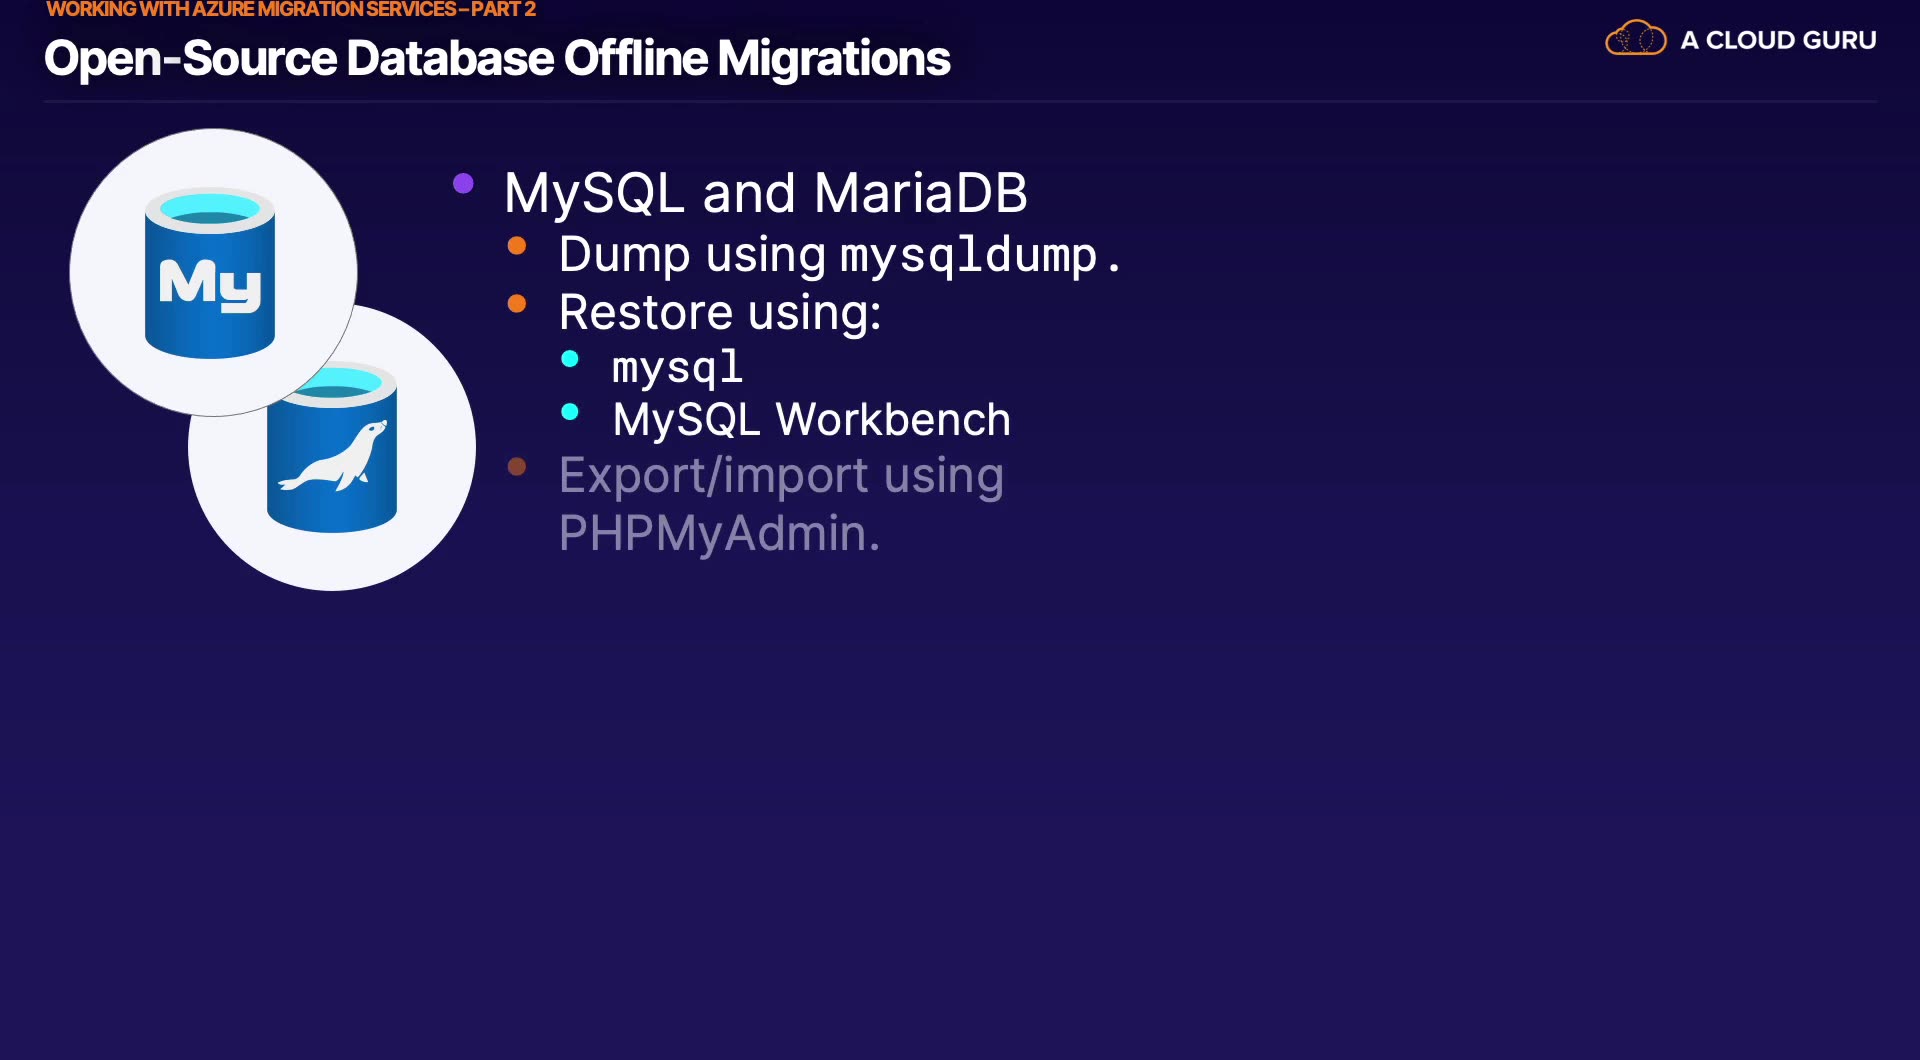 WORKING WITH AZURE MIGRATION SERVICES – PART 2
Open-Source Database Offline Migrations
A CLOUD GURU
My
MySQL and MariaDB
Dump using mysqldump.
Restore using:
mysql
MySQL Workbench
Export/import using
PHPMyAdmin.